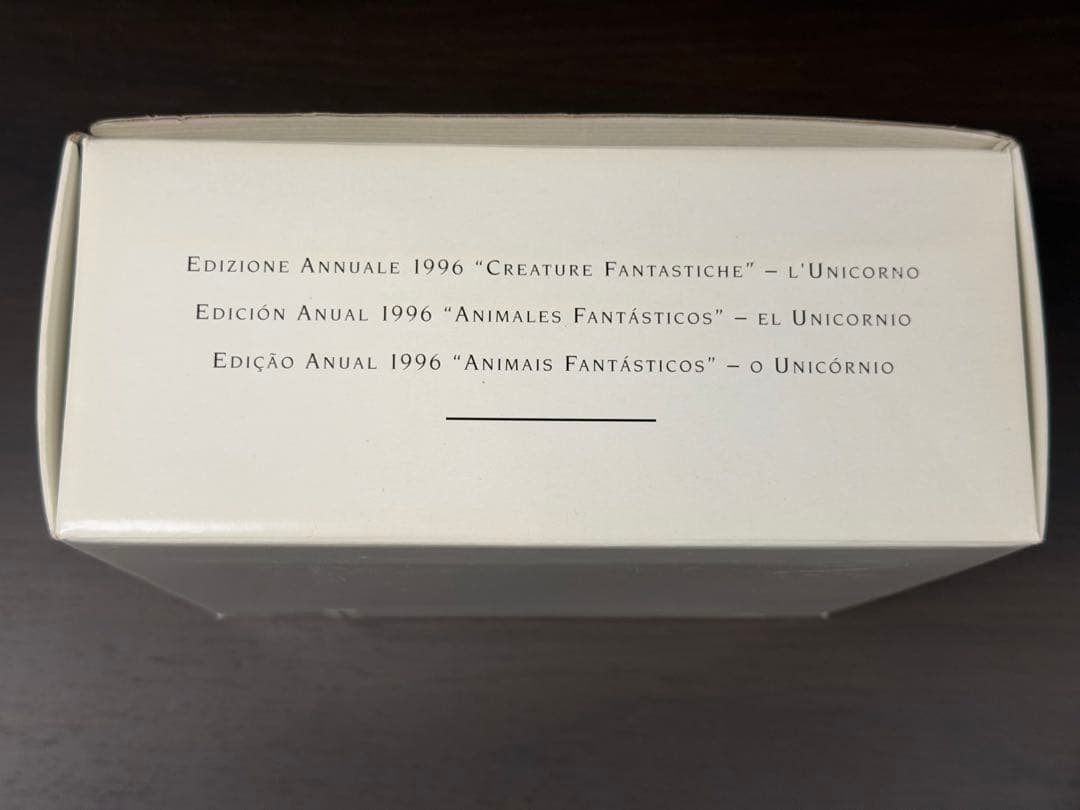 Edizione Annuale 1996 “Creature Fantastiche” – l'Unicorno
Edición Anual 1996 “Animales Fantásticos” – el Unicornio
Edição Anual 1996 “Animais Fantásticos” – o Unicórnio